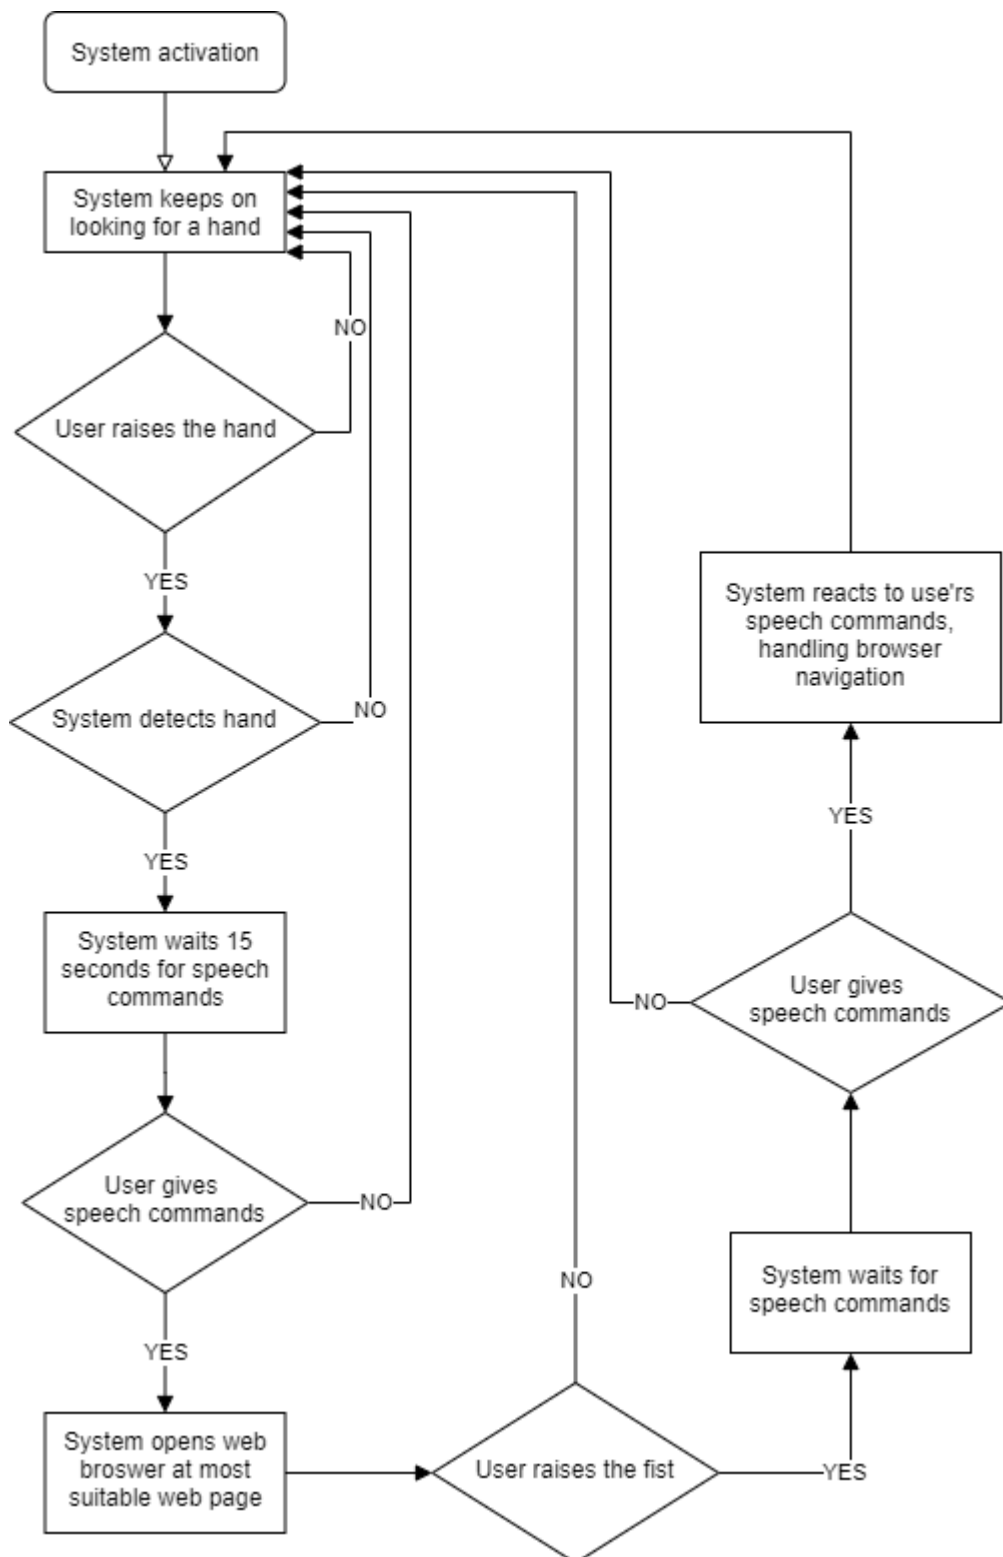 System activation
System keeps on
looking for a hand
NO
User raises the hand
YES
System detects hand
NO
YES
System waits 15
seconds for speech
commands
User gives
speech commands
NO
YES
System opens web
broswer at most
suitable web page
User raises the fist
NO
YES
System waits for
speech commands
User gives
speech commands
NO
YES
System reacts to use'rs
speech commands,
handling browser
navigation